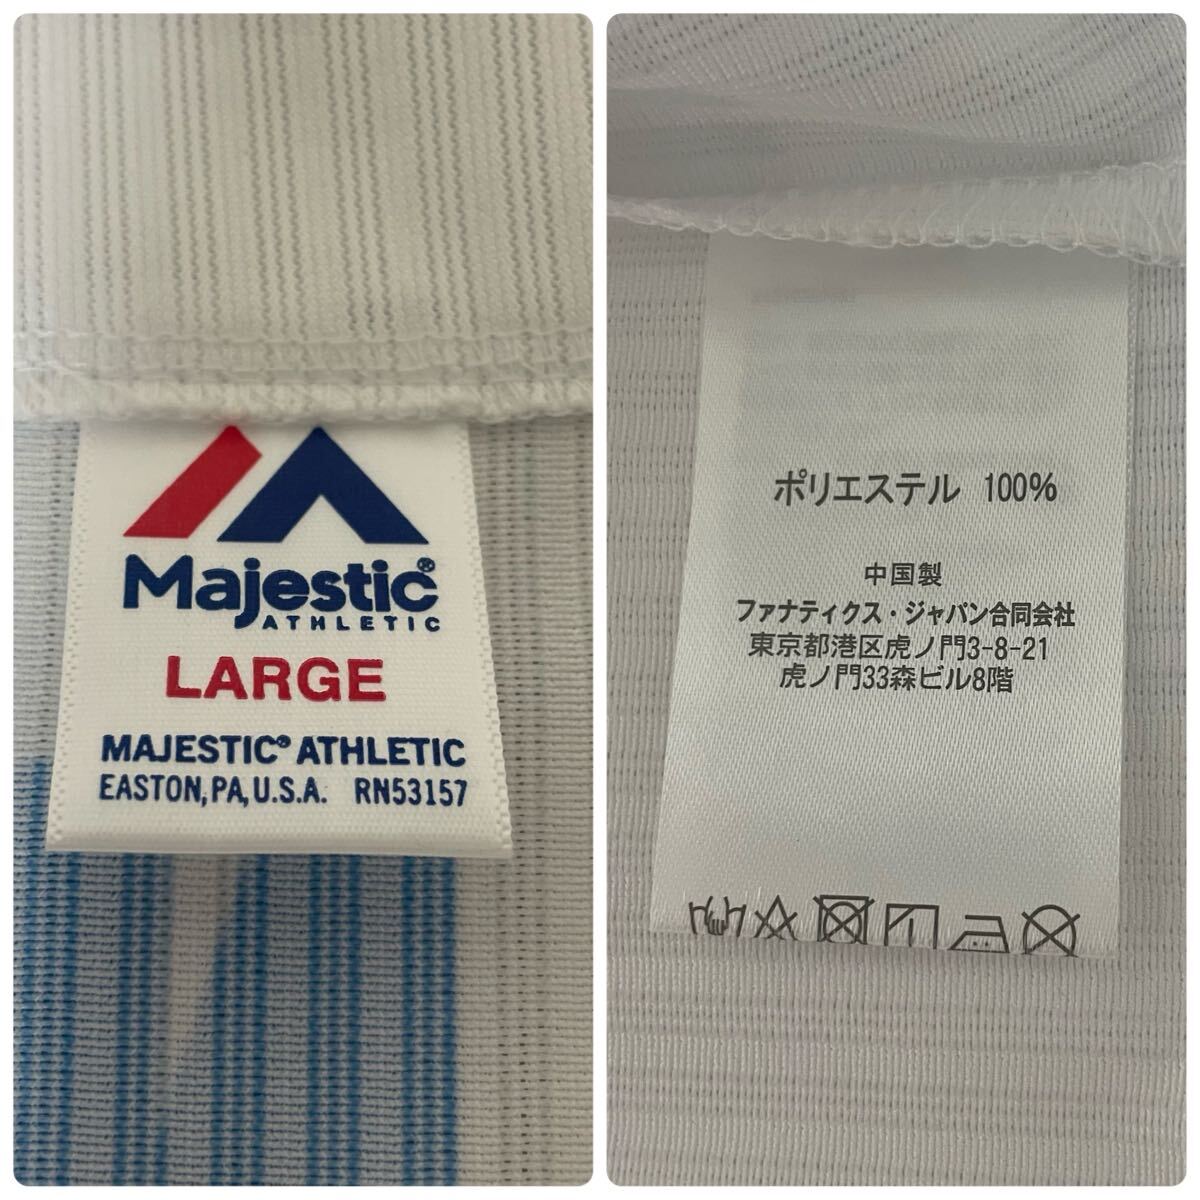 Majestic®
ATHLETIC
LARGE
MAJESTIC® ATHLETIC
EASTON, PA, U.S.A. RN53157
ポリエステル 100%
中国製
ファナティクス・ジャパン合同会社
東京都港区虎ノ門3-8-21
虎ノ門33森ビル8階